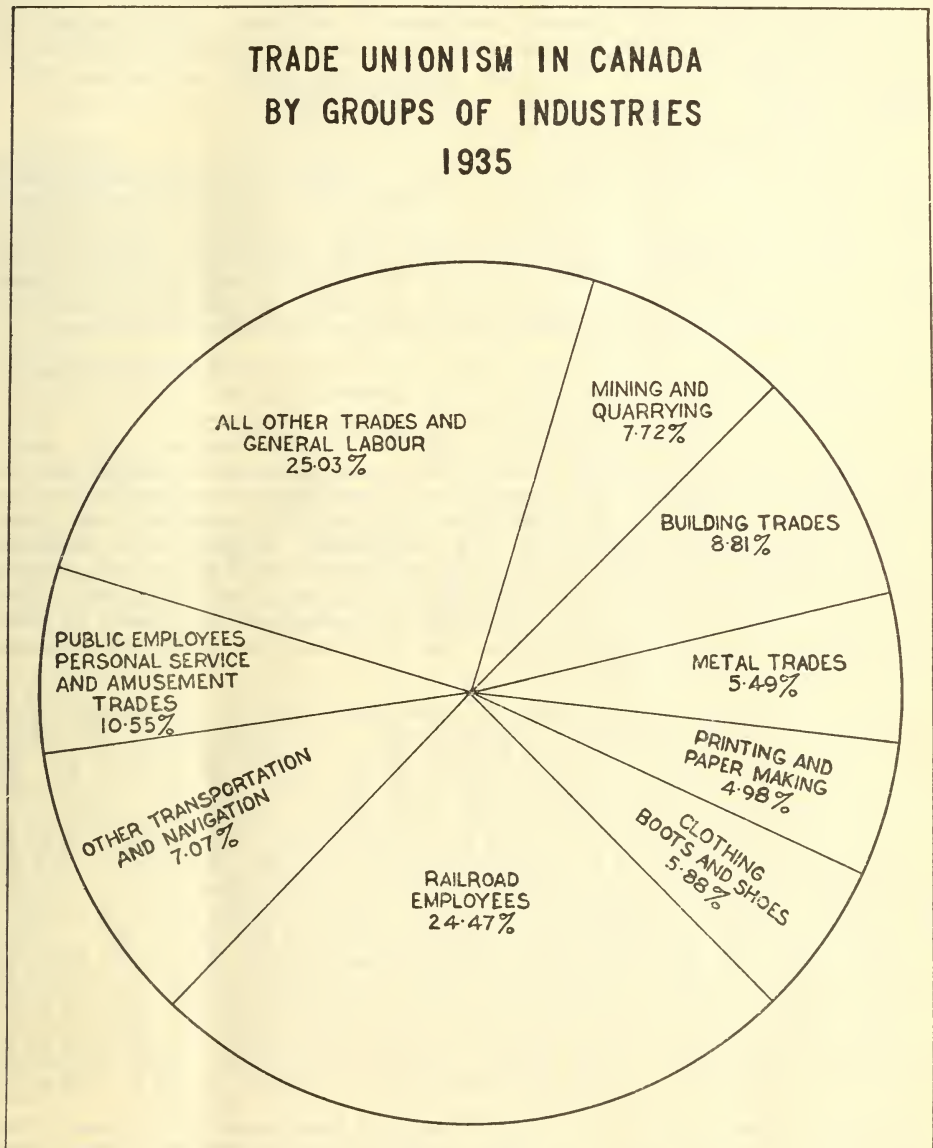 TRADE UNIONISM IN CANADA
BY GROUPS OF INDUSTRIES
1935
ALL OTHER TRADES AND
GENERAL LABOUR
25·03%
MINING AND
QUARRYING
7·72%
BUILDING TRADES
8·81%
METAL TRADES
5·49%
PRINTING AND
PAPER MAKING
4·98%
CLOTHING
BOOTS AND SHOES
5·88%
RAILROAD
EMPLOYEES
24·47%
OTHER TRANSPORTATION
AND NAVIGATION
7·07%
PUBLIC EMPLOYEES
PERSONAL SERVICE
AND AMUSEMENT
TRADES
10·55%